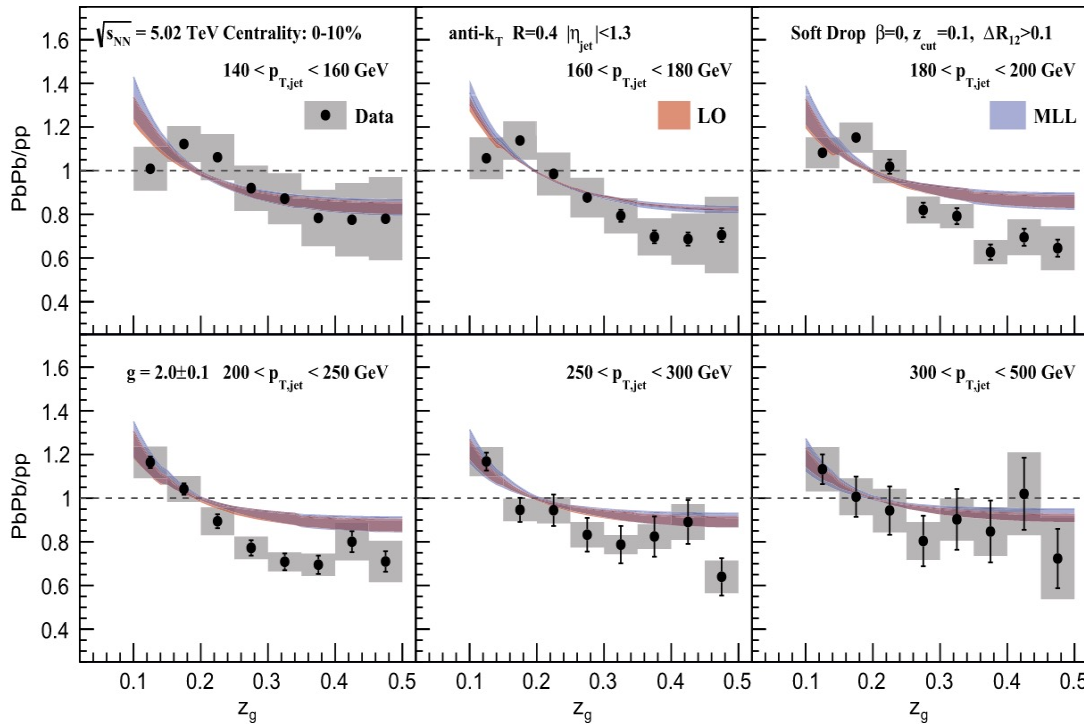 √s_NN = 5.02 TeV Centrality: 0-10%
140 < p_T,jet < 160 GeV
Data
anti-k_T R=0.4 |η_jet|<1.3
160 < p_T,jet < 180 GeV
LO
Soft Drop β=0, z_cut=0.1, ΔR_12>0.1
180 < p_T,jet < 200 GeV
MLL
PbPb/pp
1.6
1.4
1.2
1
0.8
0.6
0.4
g = 2.0±0.1 200 < p_T,jet < 250 GeV
250 < p_T,jet < 300 GeV
300 < p_T,jet < 500 GeV
PbPb/pp
1.6
1.4
1.2
1
0.8
0.6
0.4
0.1 0.2 0.3 0.4 0.5
0.1 0.2 0.3 0.4 0.5
0.1 0.2 0.3 0.4 0.5
z_g
z_g
z_g